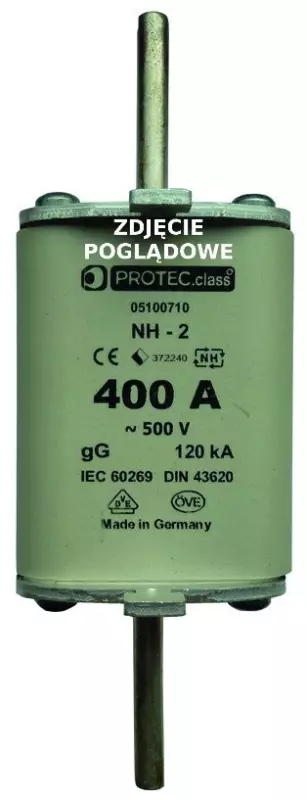 ZDJĘCIE
POGLĄDOWE
PROTEC.class®
05100710
NH - 2
CE 372240 NH
400 A
~ 500 V
gG 120 kA
IEC 60269 DIN 43620
VDE ÖVE
Made in Germany